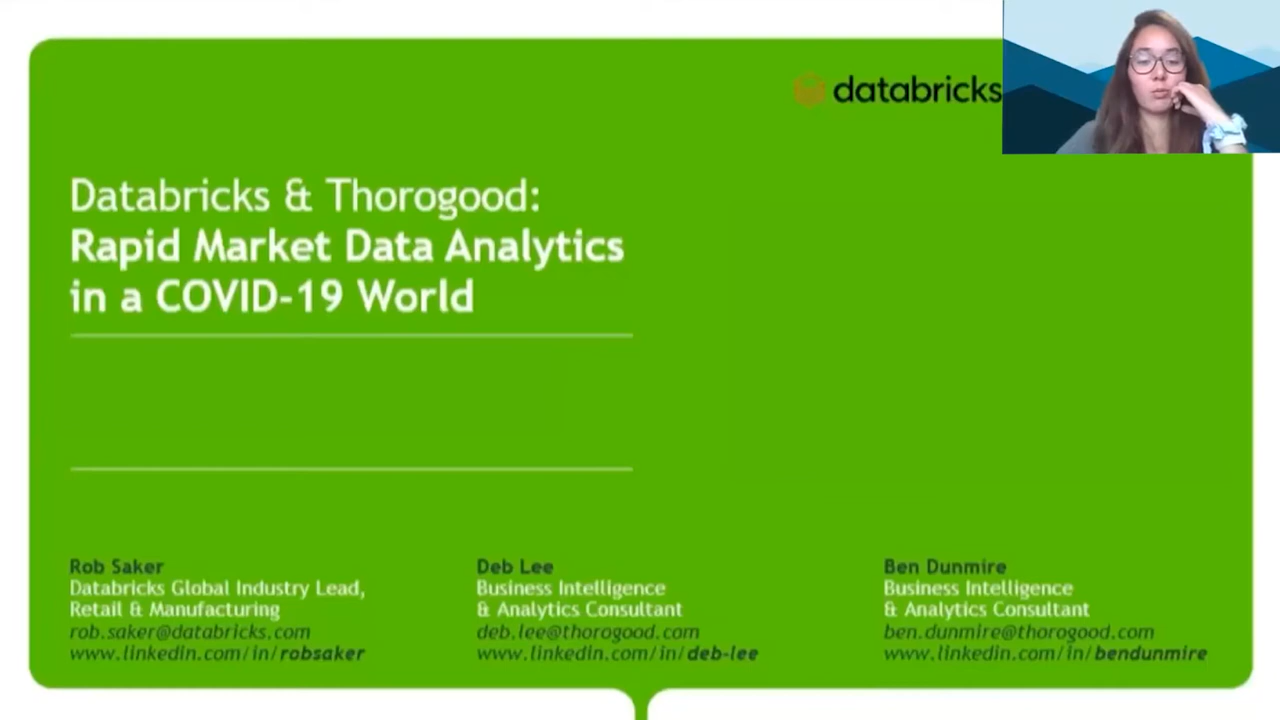 databricks
Databricks & Thorogood:
Rapid Market Data Analytics
in a COVID-19 World
Rob Saker
Databricks Global Industry Lead,
Retail & Manufacturing
rob.saker@databricks.com
www.linkedin.com/in/robsaker
Deb Lee
Business Intelligence
& Analytics Consultant
deb.lee@thorogood.com
www.linkedin.com/in/deb-lee
Ben Dunmire
Business Intelligence
& Analytics Consultant
ben.dunmire@thorogood.com
www.linkedin.com/in/bendunmire